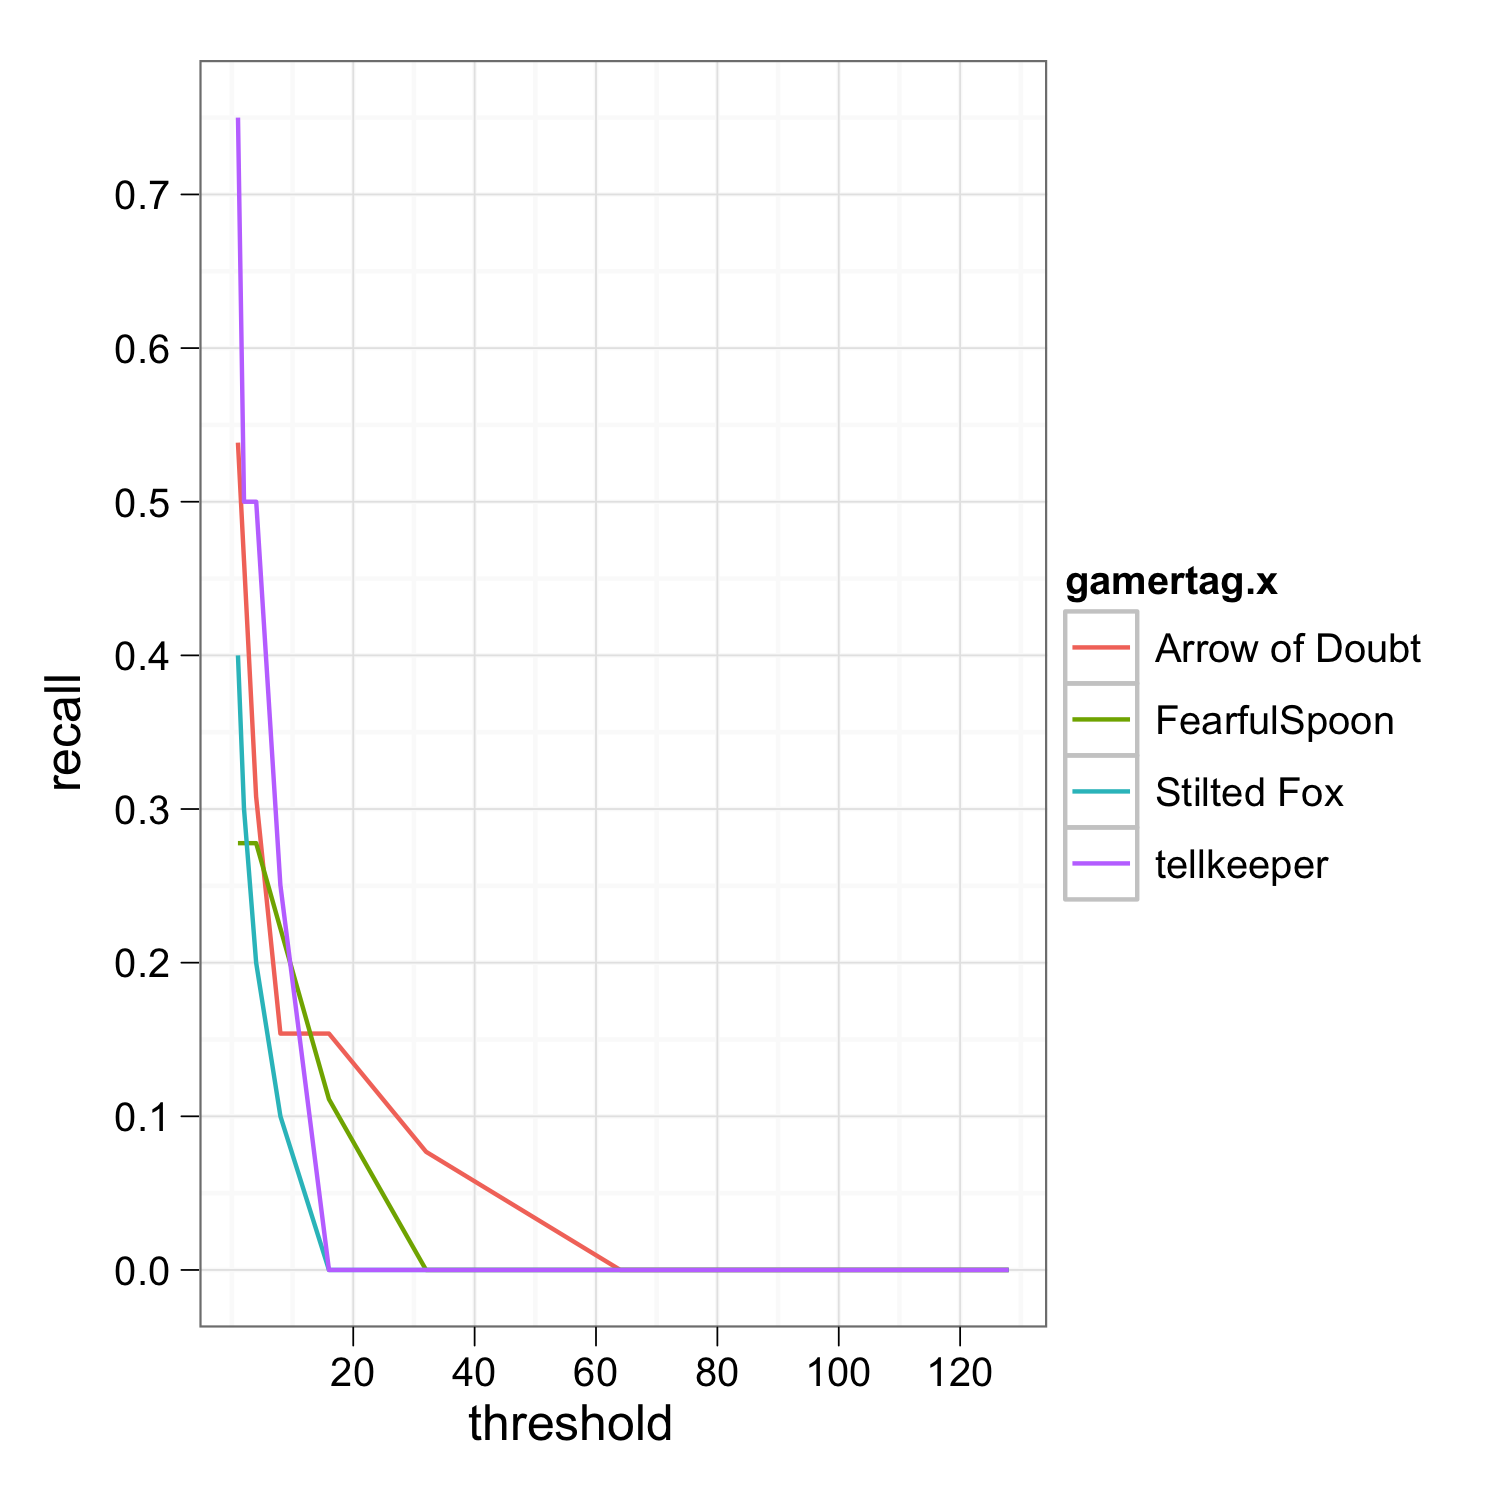 0.7
0.6
0.5
0.4
0.3
0.2
0.1
0.0
recall
20 40 60 80 100 120
threshold
gamertag.x
Arrow of Doubt
FearfulSpoon
Stilted Fox
tellkeeper